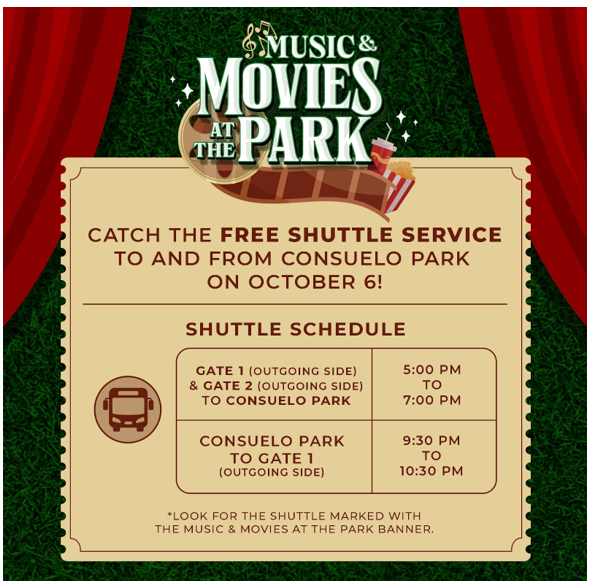 MUSIC &
MOVIES
AT
THE PARK
CATCH THE FREE SHUTTLE SERVICE
TO AND FROM CONSUELO PARK
ON OCTOBER 6!
SHUTTLE SCHEDULE
GATE 1 (OUTGOING SIDE)
& GATE 2 (OUTGOING SIDE)
TO CONSUELO PARK
5:00 PM
TO
7:00 PM
CONSUELO PARK
TO GATE 1
(OUTGOING SIDE)
9:30 PM
TO
10:30 PM
*LOOK FOR THE SHUTTLE MARKED WITH
THE MUSIC & MOVIES AT THE PARK BANNER.